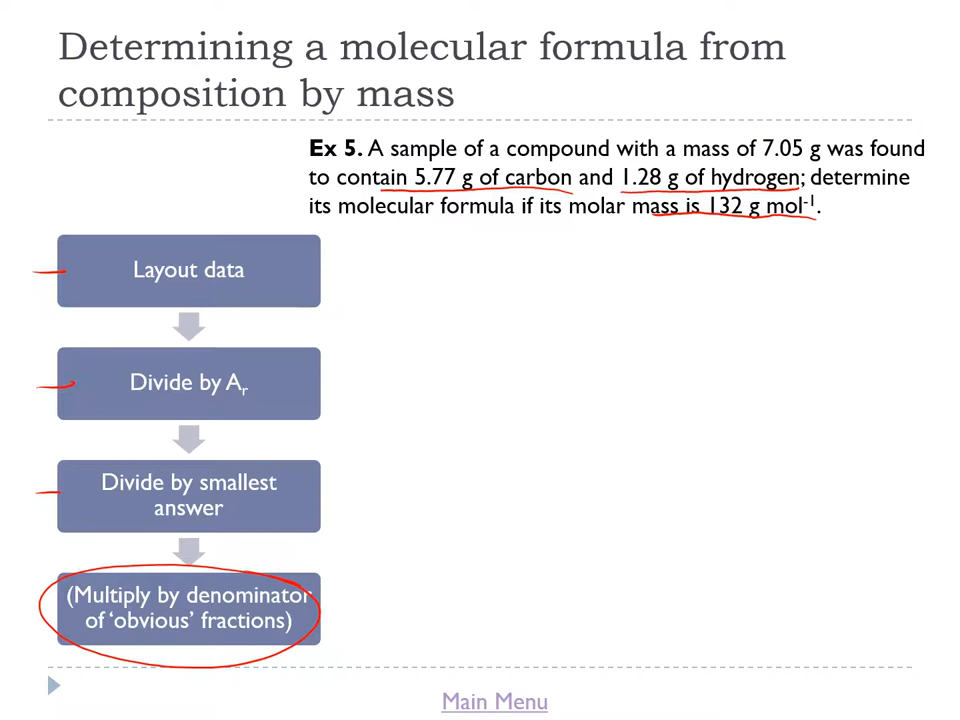 Determining a molecular formula from
composition by mass
Ex 5. A sample of a compound with a mass of 7.05 g was found
to contain 5.77 g of carbon and 1.28 g of hydrogen; determine
its molecular formula if its molar mass is 132 g mol⁻¹.
Layout data
Divide by Aᵣ
Divide by smallest
answer
(Multiply by denominator
of ‘obvious’ fractions)
Main Menu